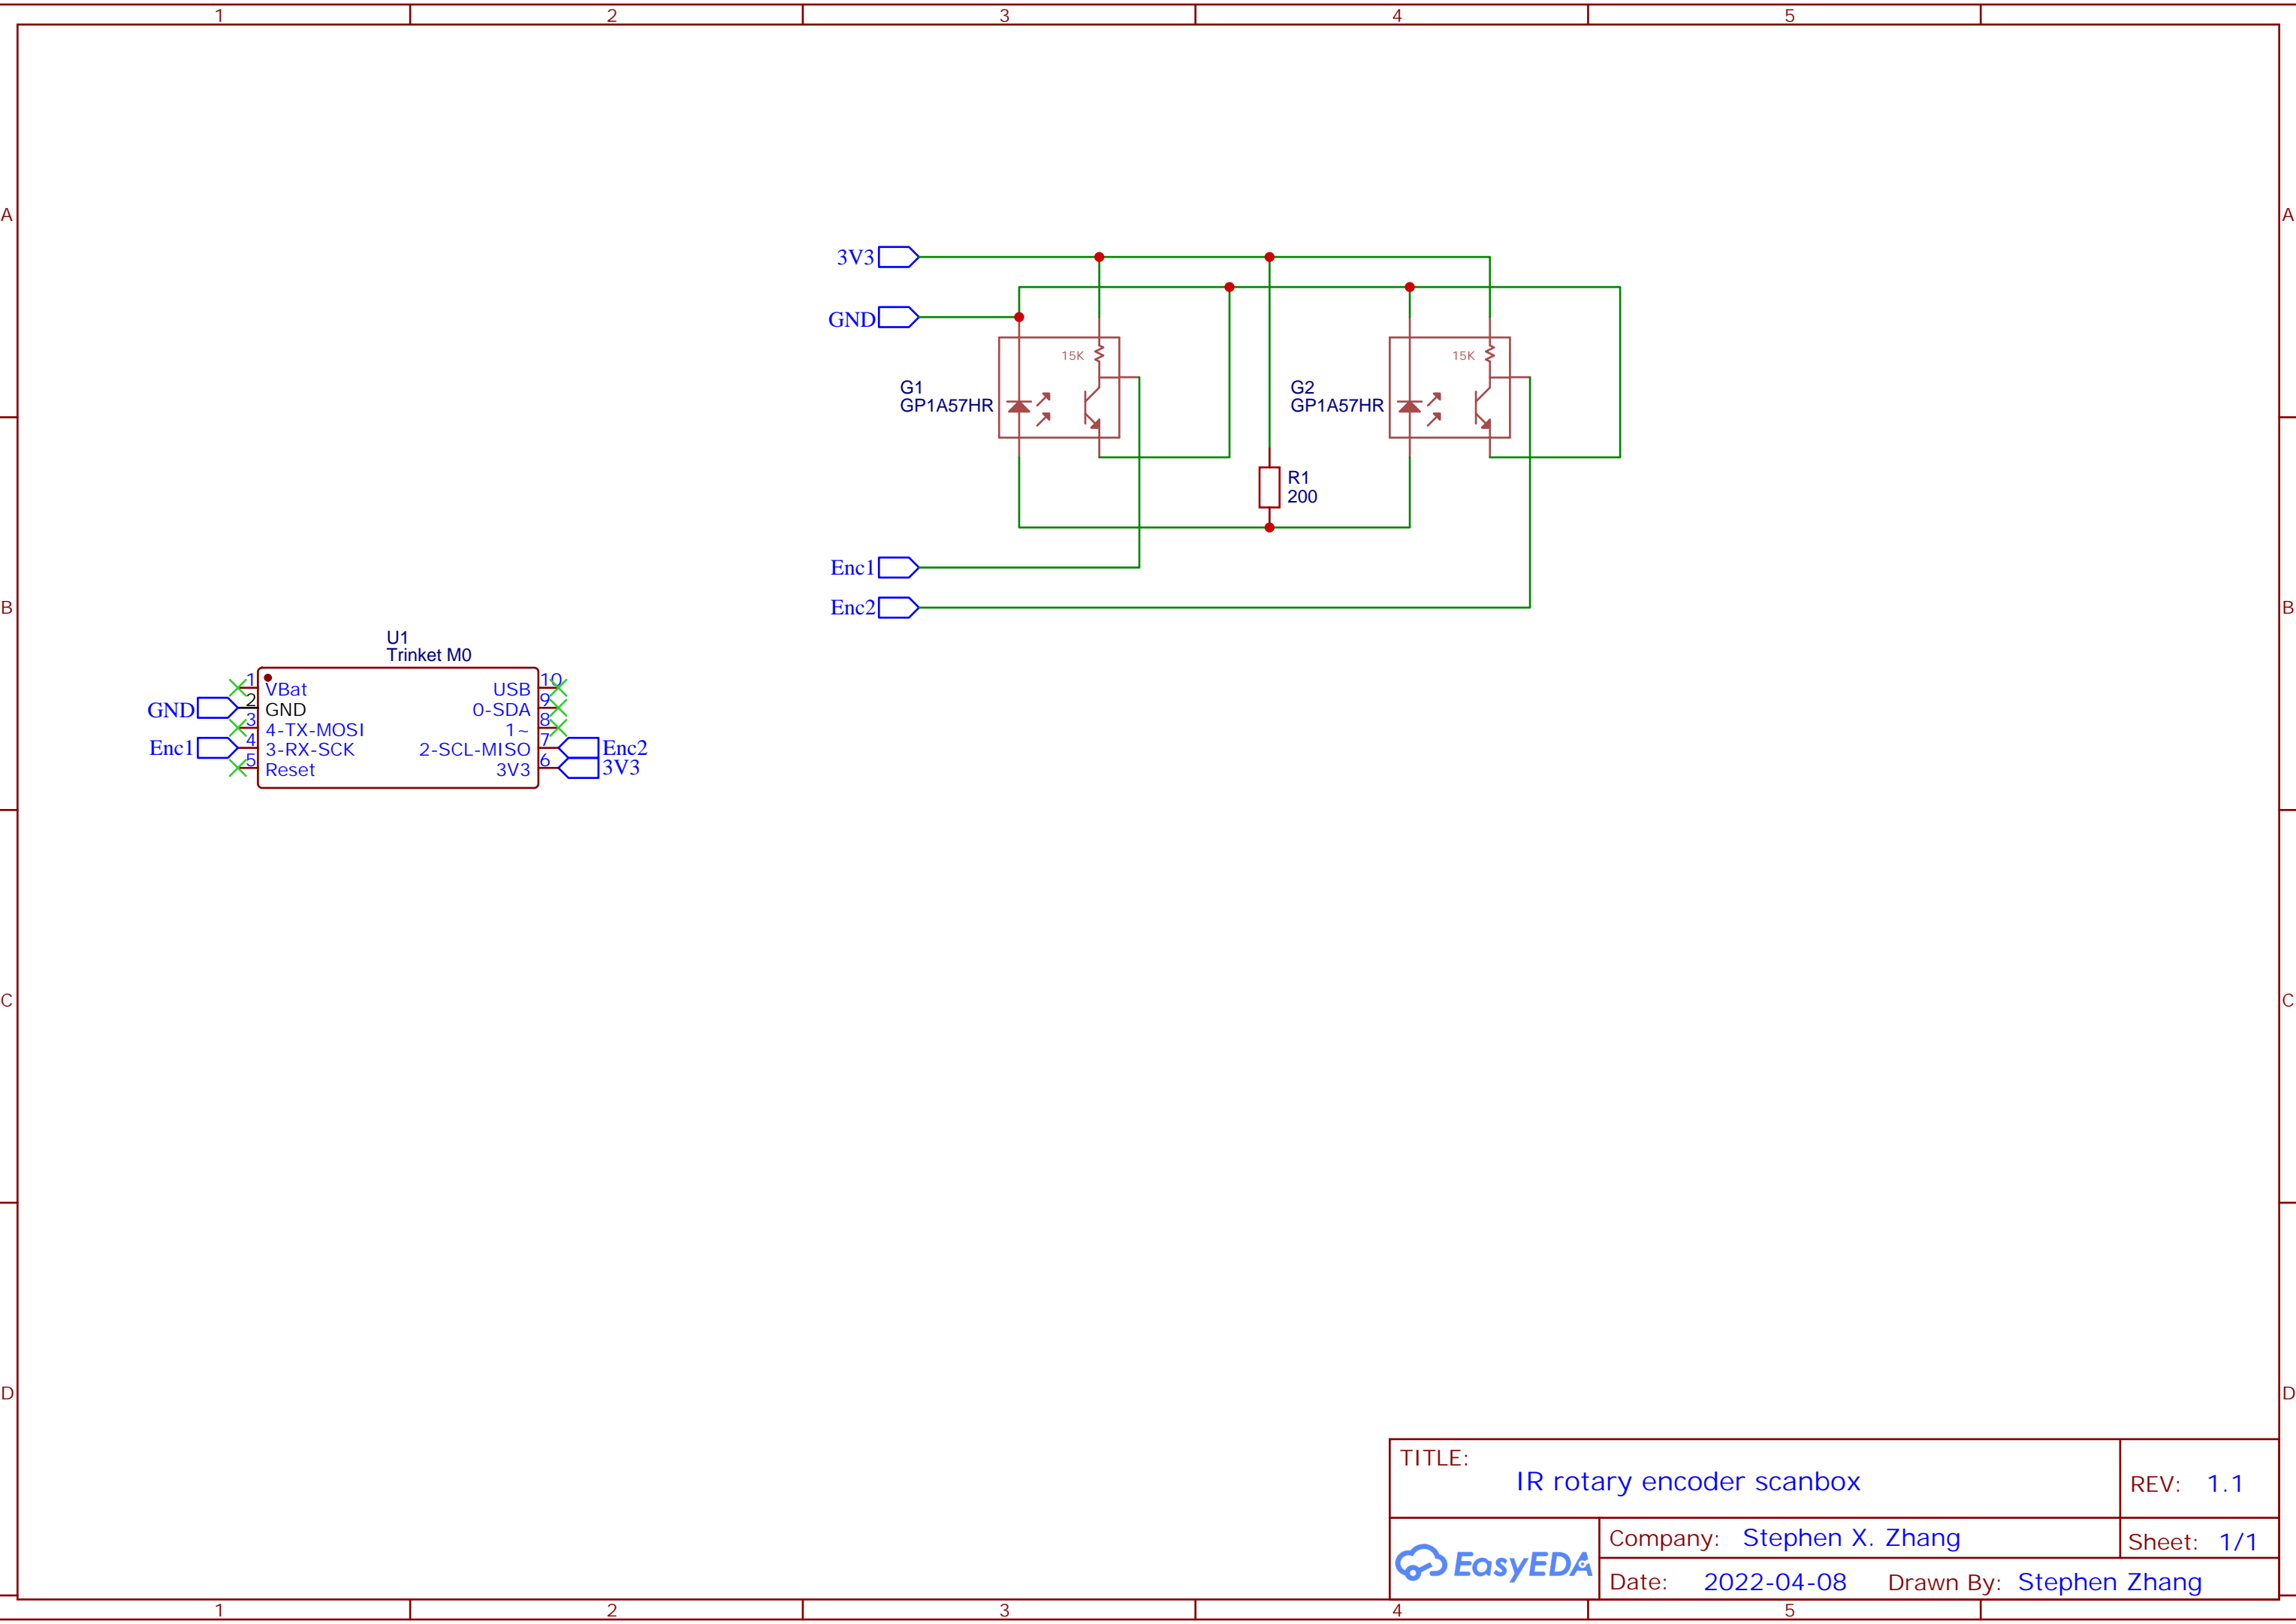 1 2 3 4 5
A A
3V3
GND
15K 15K
G1
GP1A57HR
G2
GP1A57HR
R1
200
Enc1
Enc2
B B
U1
Trinket M0
1 VBat USB 10
GND 2 GND 0-SDA 9
3 4-TX-MOSI 1~ 8
Enc1 4 3-RX-SCK 2-SCL-MISO 7 Enc2
5 Reset 3V3 6 3V3
C C
D D
TITLE:
IR rotary encoder scanbox
REV: 1.1
EasyEDA
Company: Stephen X. Zhang
Sheet: 1/1
Date: 2022-04-08 Drawn By: Stephen Zhang
1 2 3 4 5